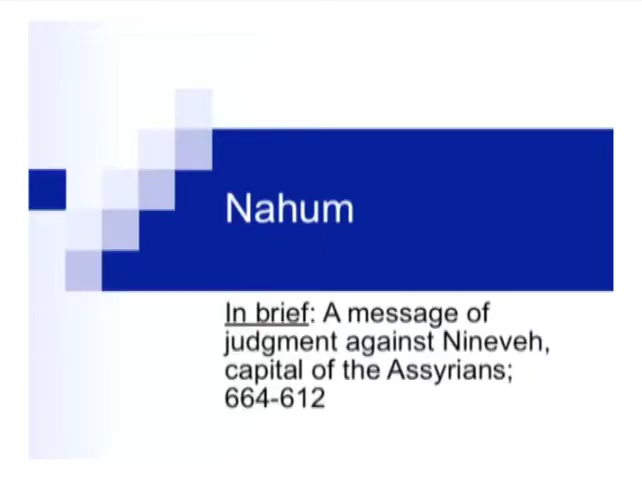 Nahum
In brief: A message of
judgment against Nineveh,
capital of the Assyrians;
664-612